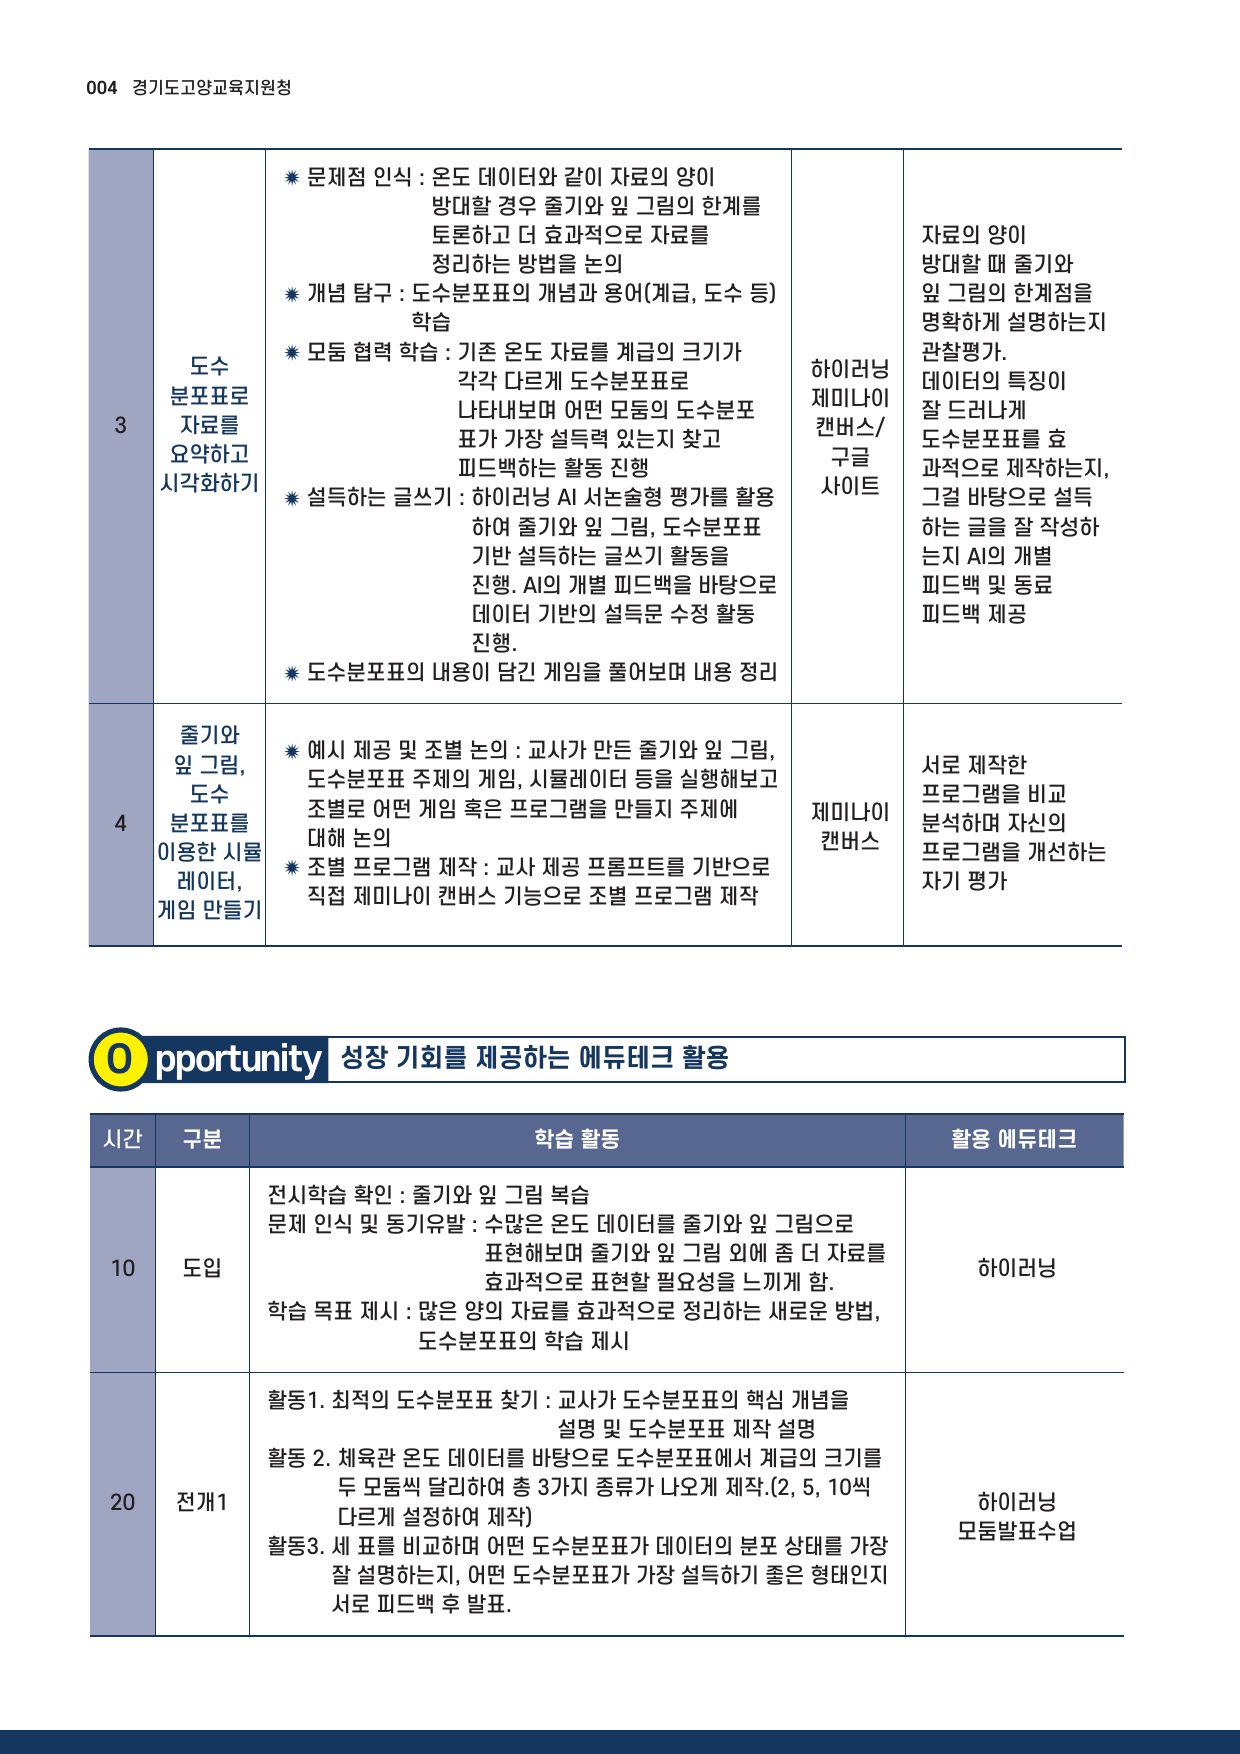 004 경기도고양교육지원청
3
도수
분포표로
자료를
요약하고
시각화하기
✹ 문제점 인식 : 온도 데이터와 같이 자료의 양이
방대할 경우 줄기와 잎 그림의 한계를
토론하고 더 효과적으로 자료를
정리하는 방법을 논의
✹ 개념 탐구 : 도수분포표의 개념과 용어(계급, 도수 등)
학습
✹ 모둠 협력 학습 : 기존 온도 자료를 계급의 크기가
각각 다르게 도수분포표로
나타내보며 어떤 모둠의 도수분포
표가 가장 설득력 있는지 찾고
피드백하는 활동 진행
✹ 설득하는 글쓰기 : 하이러닝 AI 서논술형 평가를 활용
하여 줄기와 잎 그림, 도수분포표
기반 설득하는 글쓰기 활동을
진행. AI의 개별 피드백을 바탕으로
데이터 기반의 설득문 수정 활동
진행.
✹ 도수분포표의 내용이 담긴 게임을 풀어보며 내용 정리
하이러닝
제미나이
캔버스/
구글
사이트
자료의 양이
방대할 때 줄기와
잎 그림의 한계점을
명확하게 설명하는지
관찰평가.
데이터의 특징이
잘 드러나게
도수분포표를 효
과적으로 제작하는지,
그걸 바탕으로 설득
하는 글을 잘 작성하
는지 AI의 개별
피드백 및 동료
피드백 제공
4
줄기와
잎 그림,
도수
분포표를
이용한 시뮬
레이터,
게임 만들기
✹ 예시 제공 및 조별 논의 : 교사가 만든 줄기와 잎 그림,
도수분포표 주제의 게임, 시뮬레이터 등을 실행해보고
조별로 어떤 게임 혹은 프로그램을 만들지 주제에
대해 논의
✹ 조별 프로그램 제작 : 교사 제공 프롬프트를 기반으로
직접 제미나이 캔버스 기능으로 조별 프로그램 제작
제미나이
캔버스
서로 제작한
프로그램을 비교
분석하며 자신의
프로그램을 개선하는
자기 평가
Opportunity 성장 기회를 제공하는 에듀테크 활용
시간 구분 학습 활동 활용 에듀테크
10
도입
전시학습 확인 : 줄기와 잎 그림 복습
문제 인식 및 동기유발 : 수많은 온도 데이터를 줄기와 잎 그림으로
표현해보며 줄기와 잎 그림 외에 좀 더 자료를
효과적으로 표현할 필요성을 느끼게 함.
학습 목표 제시 : 많은 양의 자료를 효과적으로 정리하는 새로운 방법,
도수분포표의 학습 제시
하이러닝
20
전개1
활동1. 최적의 도수분포표 찾기 : 교사가 도수분포표의 핵심 개념을
설명 및 도수분포표 제작 설명
활동 2. 체육관 온도 데이터를 바탕으로 도수분포표에서 계급의 크기를
두 모둠씩 달리하여 총 3가지 종류가 나오게 제작.(2, 5, 10씩
다르게 설정하여 제작)
활동3. 세 표를 비교하며 어떤 도수분포표가 데이터의 분포 상태를 가장
잘 설명하는지, 어떤 도수분포표가 가장 설득하기 좋은 형태인지
서로 피드백 후 발표.
하이러닝
모둠발표수업